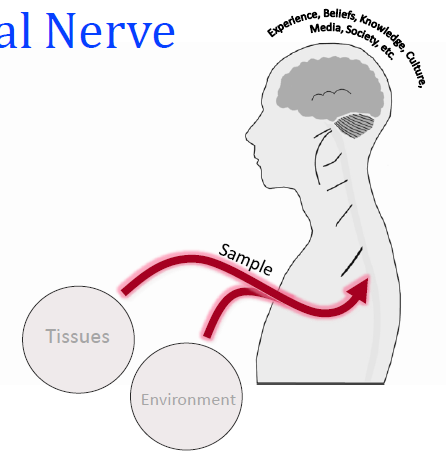 al Nerve
Experience, Beliefs, Knowledge, Culture,
Media, Society, etc.
Sample
Tissues
Environment